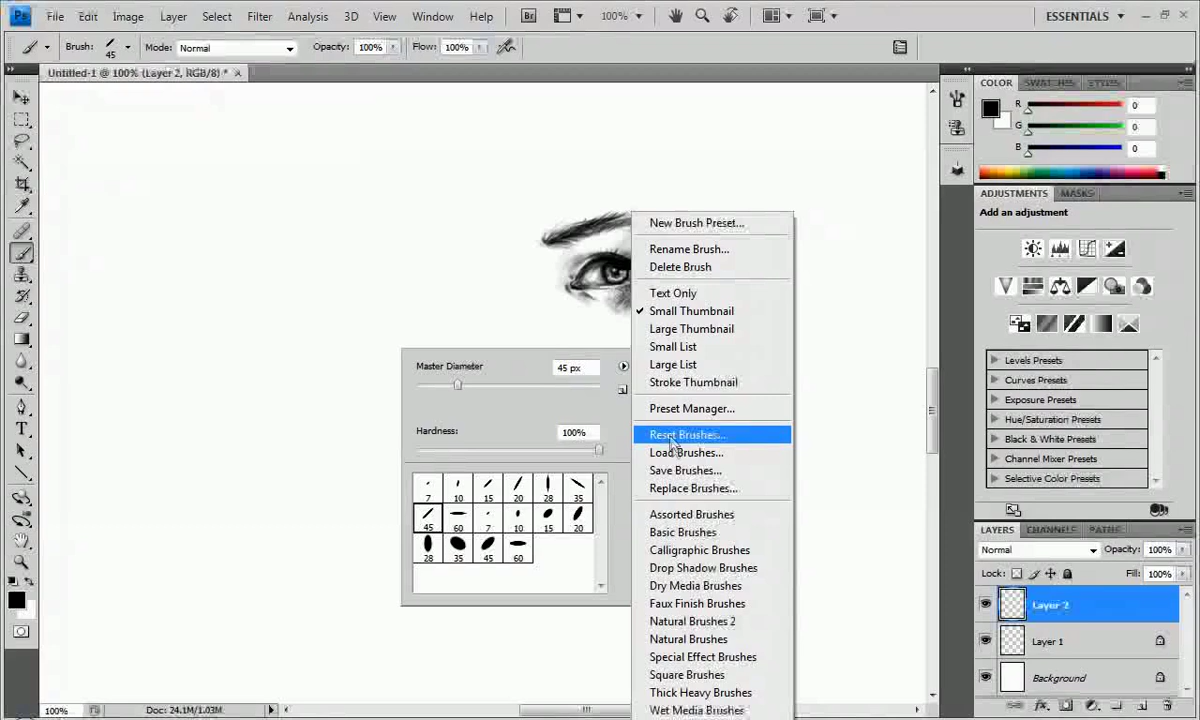 Ps File Edit Image Layer Select Filter Analysis 3D View Window Help Br 100% ESSENTIALS
Brush: 45 Mode: Normal Opacity: 100% Flow: 100%
Untitled-1 @ 100% (Layer 2, RGB/8) *
COLOR SWATCHES STYLES
R 0
G 0
B 0
ADJUSTMENTS MASKS
Add an adjustment
Levels Presets
Curves Presets
Exposure Presets
Hue/Saturation Presets
Black & White Presets
Channel Mixer Presets
Selective Color Presets
LAYERS CHANNELS PATHS
Normal Opacity: 100%
Lock: Fill: 100%
Layer 2
Layer 1
Background
New Brush Preset...
Rename Brush...
Delete Brush
Text Only
Small Thumbnail
Large Thumbnail
Small List
Large List
Stroke Thumbnail
Preset Manager...
Reset Brushes...
Load Brushes...
Save Brushes...
Replace Brushes...
Assorted Brushes
Basic Brushes
Calligraphic Brushes
Drop Shadow Brushes
Dry Media Brushes
Faux Finish Brushes
Natural Brushes 2
Natural Brushes
Special Effect Brushes
Square Brushes
Thick Heavy Brushes
Wet Media Brushes
Master Diameter 45 px
Hardness: 100%
7 10 15 20 28 35
45 60 7 10 15 20
28 35 45 60
T
100% Doc: 24.1M/1.03M